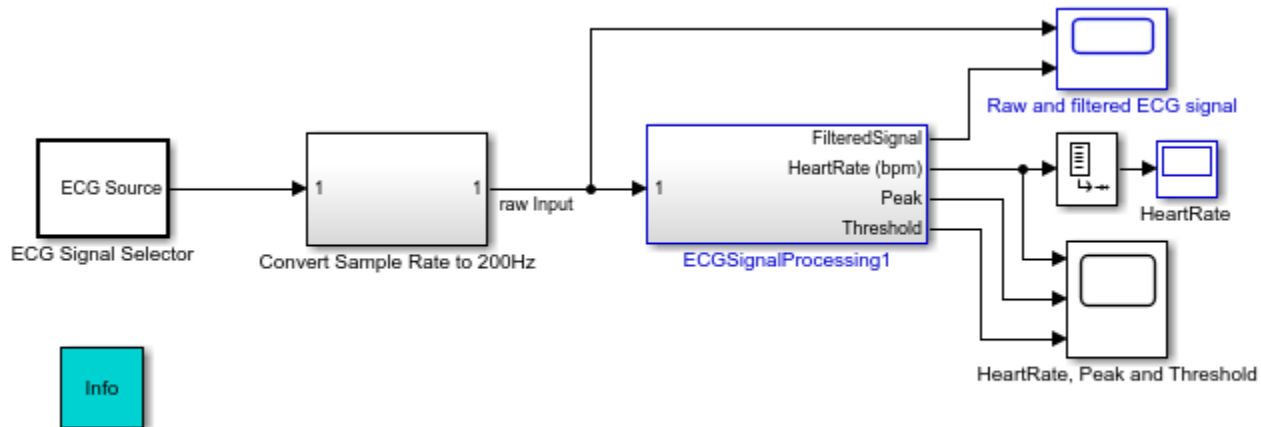 Raw and filtered ECG signal
ECG Source
ECG Signal Selector
1
1
Convert Sample Rate to 200Hz
raw Input
1
FilteredSignal
HeartRate (bpm)
Peak
Threshold
ECGSignalProcessing1
HeartRate
HeartRate, Peak and Threshold
Info